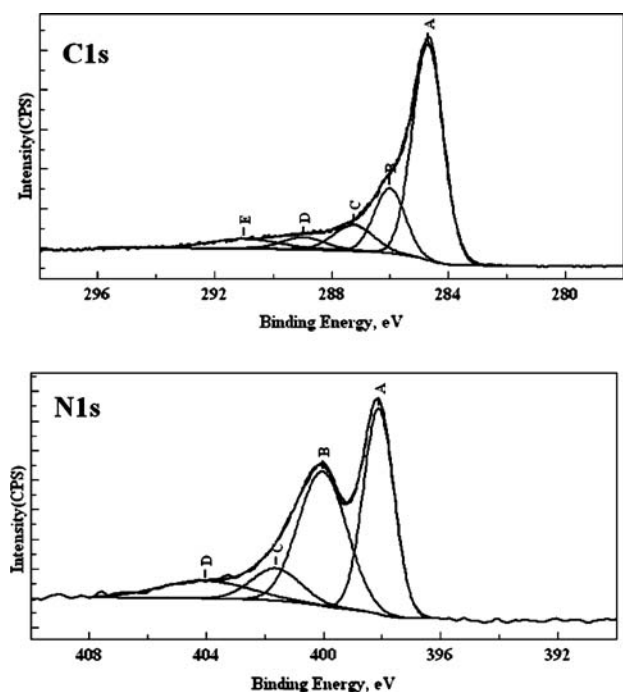 C1s
A
B
C
D
E
Intensity(CPS)
296 292 288 284 280
Binding Energy, eV
N1s
A
B
C
D
Intensity(CPS)
408 404 400 396 392
Binding Energy, eV